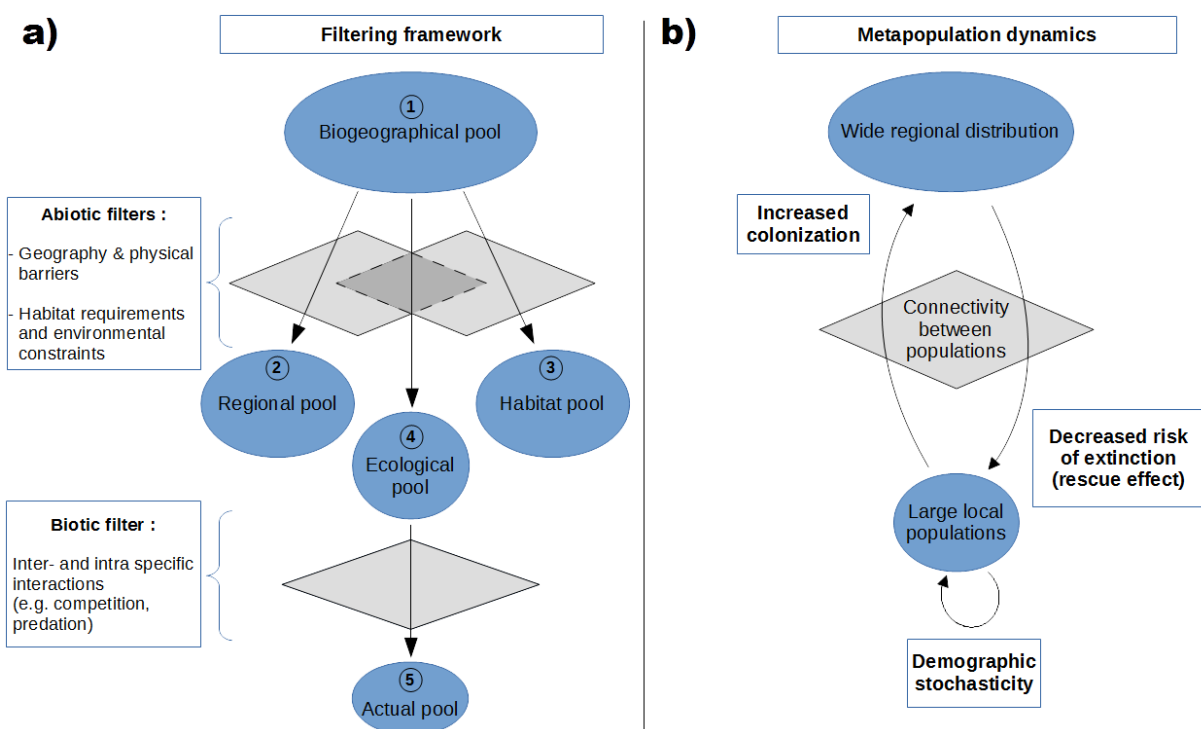 a)
Filtering framework
1
Biogeographical pool
Abiotic filters :
- Geography & physical
barriers
- Habitat requirements
and environmental
constraints
2
Regional pool
3
Habitat pool
4
Ecological
pool
Biotic filter :
Inter- and intra specific
interactions
(e.g. competition,
predation)
5
Actual pool
b)
Metapopulation dynamics
Wide regional distribution
Increased
colonization
Connectivity
between
populations
Decreased risk
of extinction
(rescue effect)
Large local
populations
Demographic
stochasticity